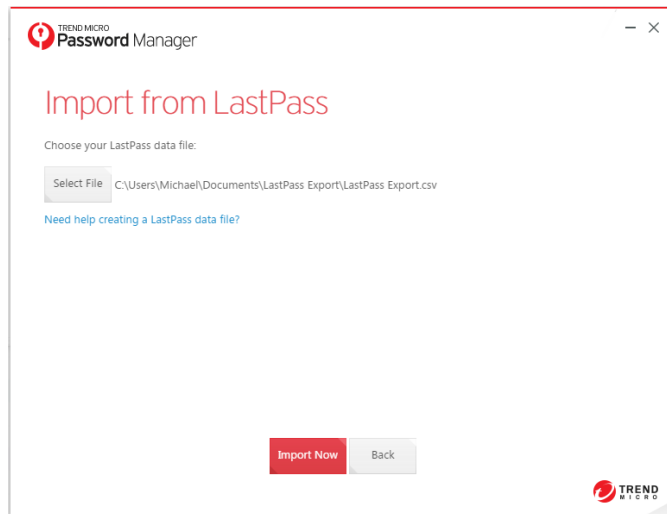 TREND MICRO
Password Manager
Import from LastPass
Choose your LastPass data file:
Select File C:\Users\Michael\Documents\LastPass Export\LastPass Export.csv
Need help creating a LastPass data file?
Import Now Back
TREND
MICRO